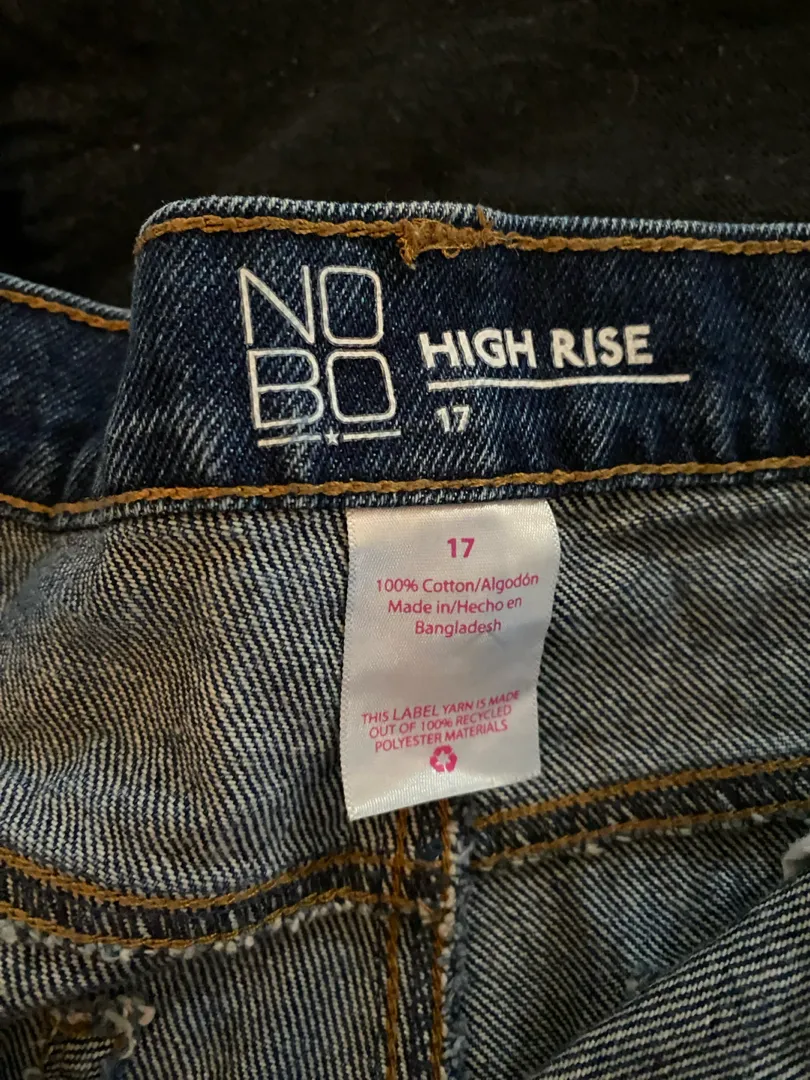 NO
BO
HIGH RISE
17
17
100% Cotton/Algodón
Made in/Hecho en
Bangladesh
THIS LABEL YARN IS MADE
OUT OF 100% RECYCLED
POLYESTER MATERIALS